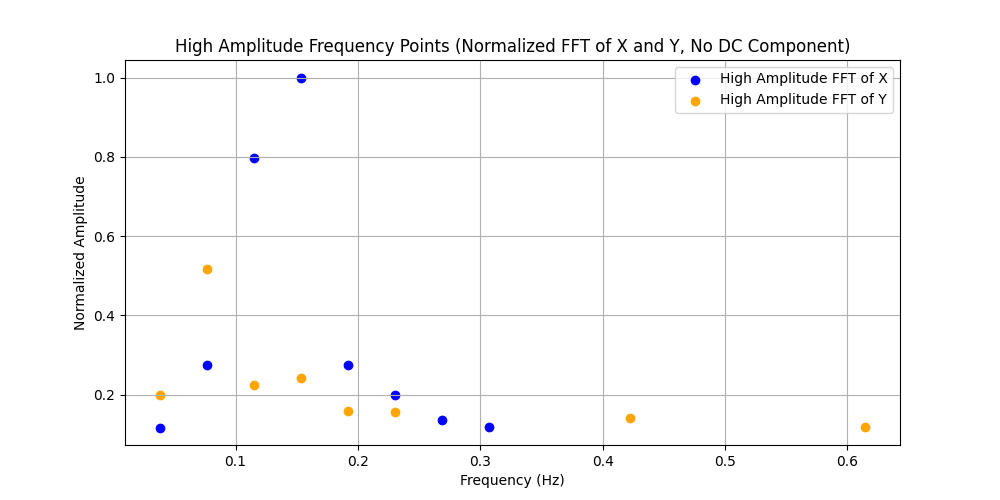 High Amplitude Frequency Points (Normalized FFT of X and Y, No DC Component)
High Amplitude FFT of X
High Amplitude FFT of Y
Normalized Amplitude
1.0
0.8
0.6
0.4
0.2
0.1 0.2 0.3 0.4 0.5 0.6
Frequency (Hz)